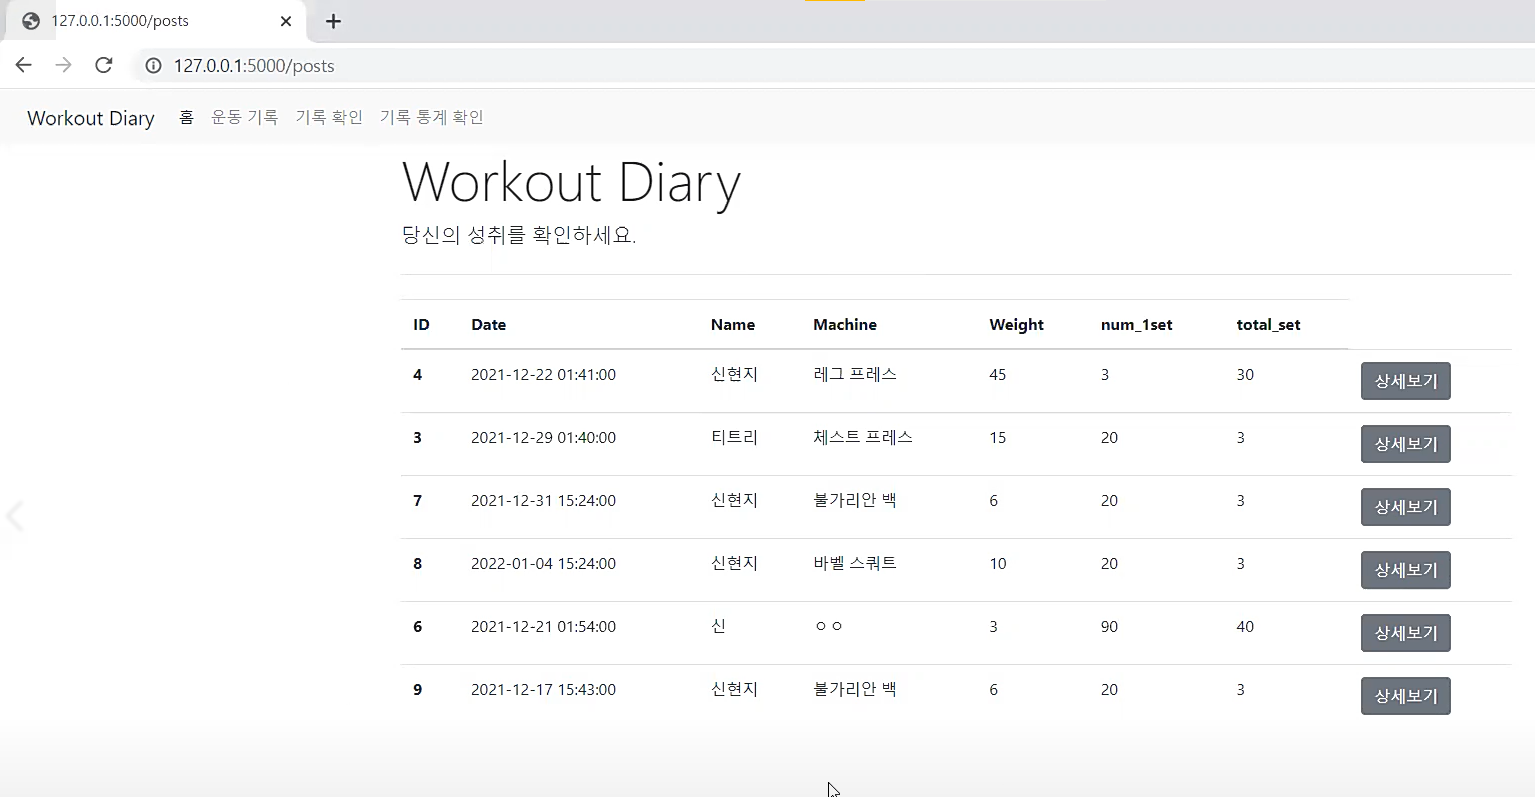 127.0.0.1:5000/posts
127.0.0.1:5000/posts
Workout Diary 홈 운동 기록 기록 확인 기록 통계 확인
Workout Diary
당신의 성취를 확인하세요.
ID Date Name Machine Weight num_1set total_set
4 2021-12-22 01:41:00 신현지 레그 프레스 45 3 30 상세보기
3 2021-12-29 01:40:00 티트리 체스트 프레스 15 20 3 상세보기
7 2021-12-31 15:24:00 신현지 불가리안 백 6 20 3 상세보기
8 2022-01-04 15:24:00 신현지 바벨 스쿼트 10 20 3 상세보기
6 2021-12-21 01:54:00 신 ㅇㅇ 3 90 40 상세보기
9 2021-12-17 15:43:00 신현지 불가리안 백 6 20 3 상세보기